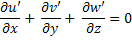 ∂u′/∂x + ∂v′/∂y + ∂w′/∂z = 0